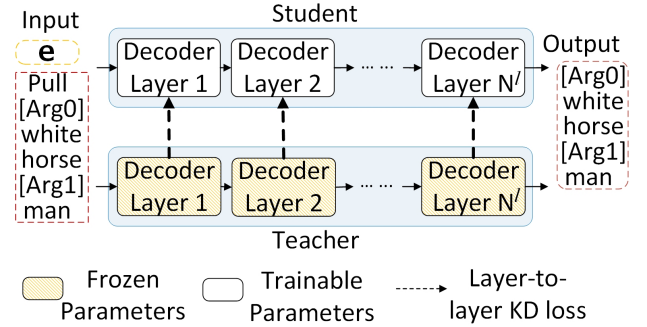 Input
Student
Output
e
Pull
[Arg0]
white
horse
[Arg1]
man
Decoder
Layer 1
Decoder
Layer 2
... ...
Decoder
Layer Nˡ
[Arg0]
white
horse
[Arg1]
man
Decoder
Layer 1
Decoder
Layer 2
... ...
Decoder
Layer Nˡ
Teacher
Frozen
Parameters
Trainable
Parameters
Layer-to-
layer KD loss